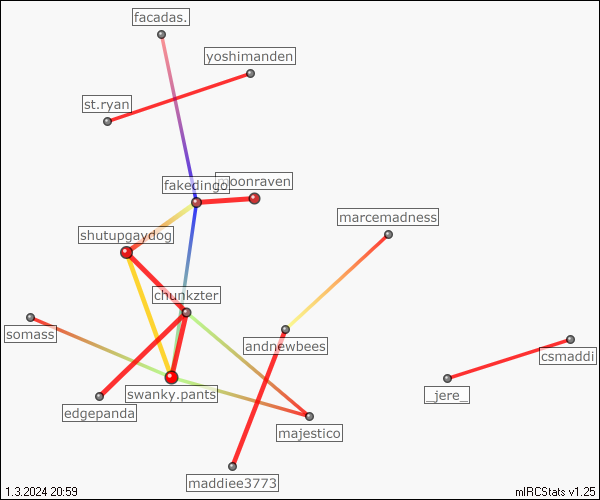 facadas.
yoshimanden
st.ryan
fakedingo
moonraven
marcemadness
shutupgaydog
chunkzter
somass
andnewbees
csmaddi
swanky.pants
_jere_
edgepanda
majestico
maddiee3773
1.3.2024 20:59
mIRCStats v1.25